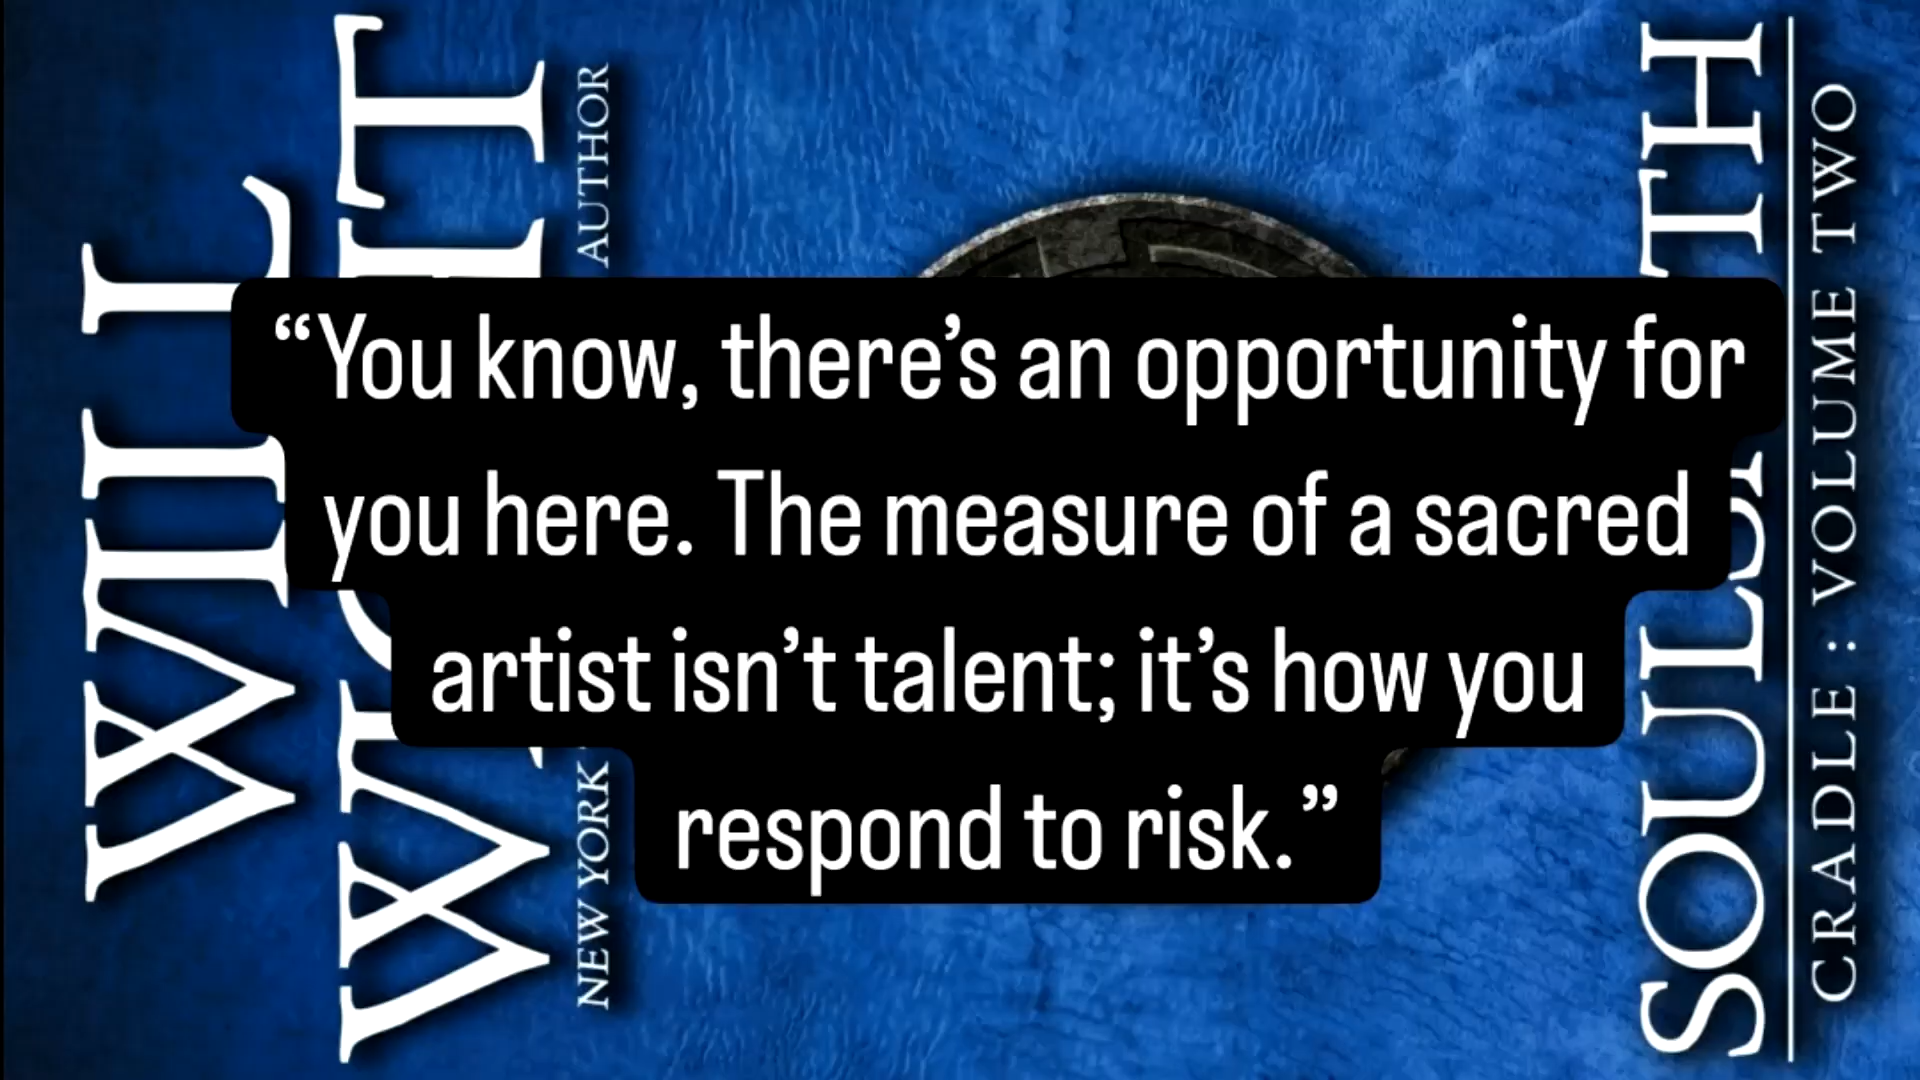 WILL
NEW YORK
AUTHOR
“You know, there’s an opportunity for
you here. The measure of a sacred
artist isn’t talent; it’s how you
respond to risk.”
CRADLE : VOLUME TWO